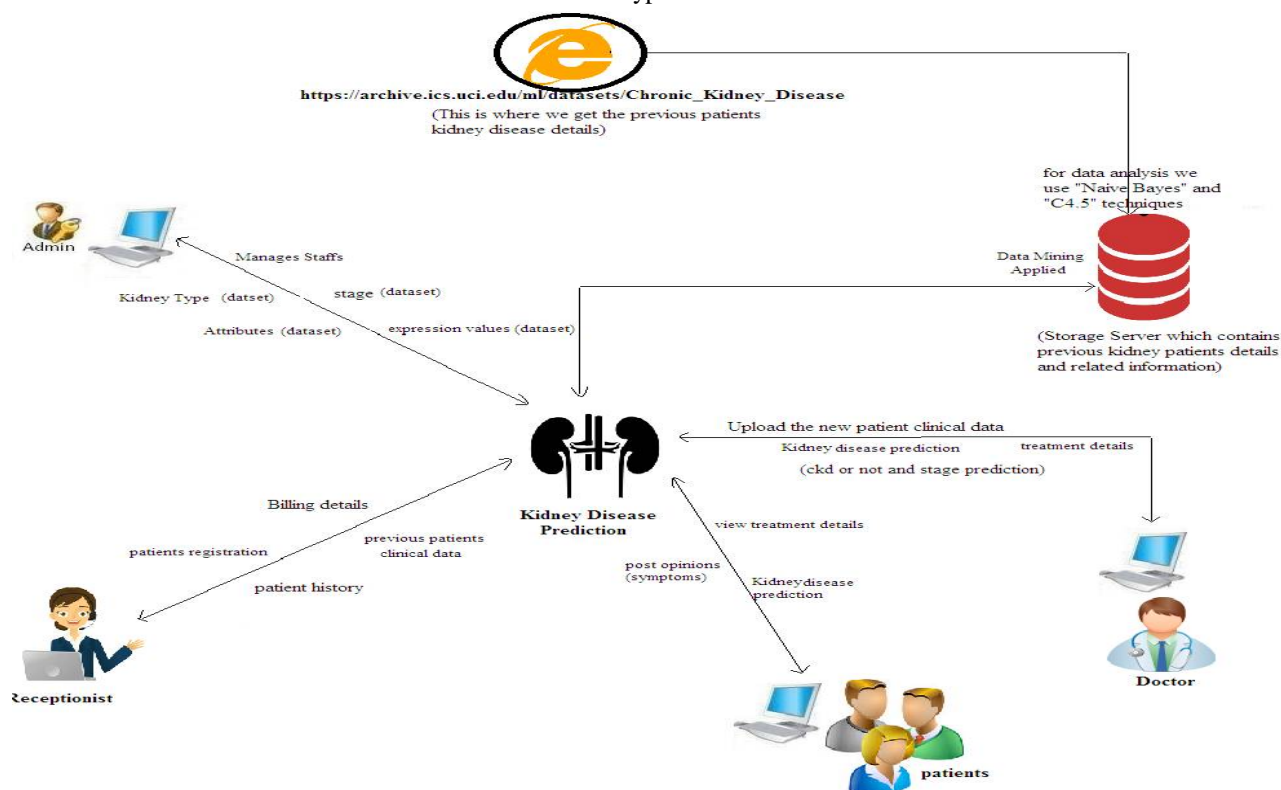 https://archive.ics.uci.edu/ml/datasets/Chronic_Kidney_Disease
(This is where we get the previous patients
kidney disease details)
for data analysis we
use "Naive Bayes" and
"C4.5" techniques
Admin
Manages Staffs
Data Mining
Applied
Kidney Type (datset)
stage (dataset)
Attributes (dataset)
expression values (dataset)
(Storage Server which contains
previous kidney patients details
and related information)
Upload the new patient clinical data
Kidney disease prediction
treatment details
(ckd or not and stage prediction)
Kidney Disease
Prediction
Billing details
patients registration
previous patients
clinical data
patient history
view treatment details
post opinions
(symptoms)
Kidney disease
prediction
Receptionist
Doctor
patients